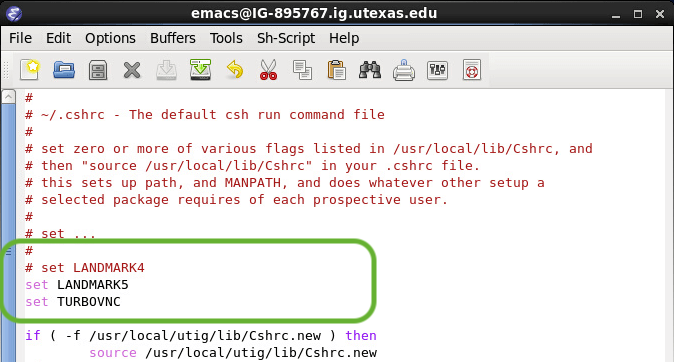 emacs@IG-895767.ig.utexas.edu
File Edit Options Buffers Tools Sh-Script Help
#
# ~/.cshrc - The default csh run command file
#
# set zero or more of various flags listed in /usr/local/lib/Cshrc, and
# then "source /usr/local/lib/Cshrc" in your .cshrc file.
# this sets up path, and MANPATH, and does whatever other setup a
# selected package requires of each prospective user.
#
# set ...
#
# set LANDMARK4
set LANDMARK5
set TURBOVNC
if ( -f /usr/local/utig/lib/Cshrc.new ) then
source /usr/local/utig/lib/Cshrc.new